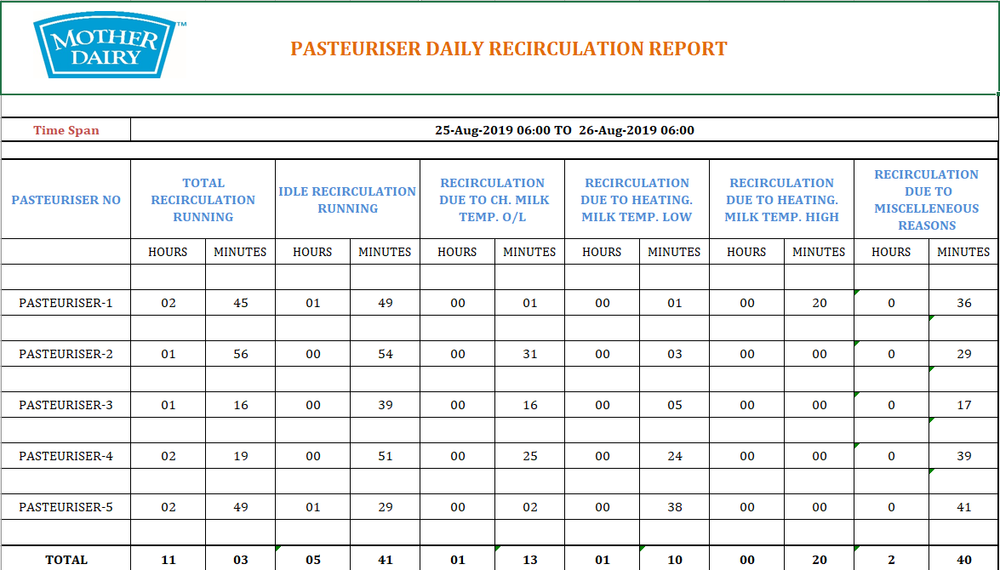 MOTHER
DAIRY
TM
PASTEURISER DAILY RECIRCULATION REPORT
Time Span 25-Aug-2019 06:00 TO 26-Aug-2019 06:00
PASTEURISER NO
TOTAL
RECIRCULATION
RUNNING
IDLE RECIRCULATION
RUNNING
RECIRCULATION
DUE TO CH. MILK
TEMP. O/L
RECIRCULATION
DUE TO HEATING.
MILK TEMP. LOW
RECIRCULATION
DUE TO HEATING.
MILK TEMP. HIGH
RECIRCULATION
DUE TO
MISCELLENEOUS
REASONS
HOURS MINUTES HOURS MINUTES HOURS MINUTES HOURS MINUTES HOURS MINUTES HOURS MINUTES
PASTEURISER-1 02 45 01 49 00 01 00 01 00 20 0 36
PASTEURISER-2 01 56 00 54 00 31 00 03 00 00 0 29
PASTEURISER-3 01 16 00 39 00 16 00 05 00 00 0 17
PASTEURISER-4 02 19 00 51 00 25 00 24 00 00 0 39
PASTEURISER-5 02 49 01 29 00 02 00 38 00 00 0 41
TOTAL 11 03 05 41 01 13 01 10 00 20 2 40